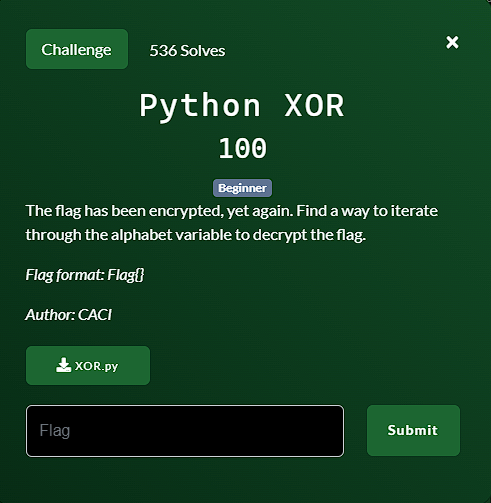 Challenge
536 Solves
×
Python XOR
100
Beginner
The flag has been encrypted, yet again. Find a way to iterate
through the alphabet variable to decrypt the flag.
Flag format: Flag{}
Author: CACI
XOR.py
Flag
Submit